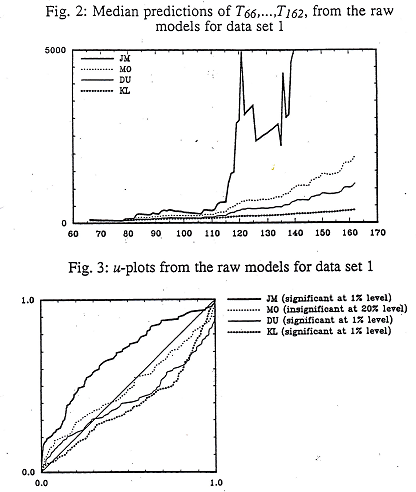 Fig. 2: Median predictions of T66,...,T162, from the raw
models for data set 1
5000
JM
MO
DU
KL
0
60 70 80 90 100 110 120 130 140 150 160 170
Fig. 3: u-plots from the raw models for data set 1
1.0
JM (significant at 1% level)
MO (insignificant at 20% level)
DU (significant at 1% level)
KL (significant at 1% level)
0.0
0.0 1.0